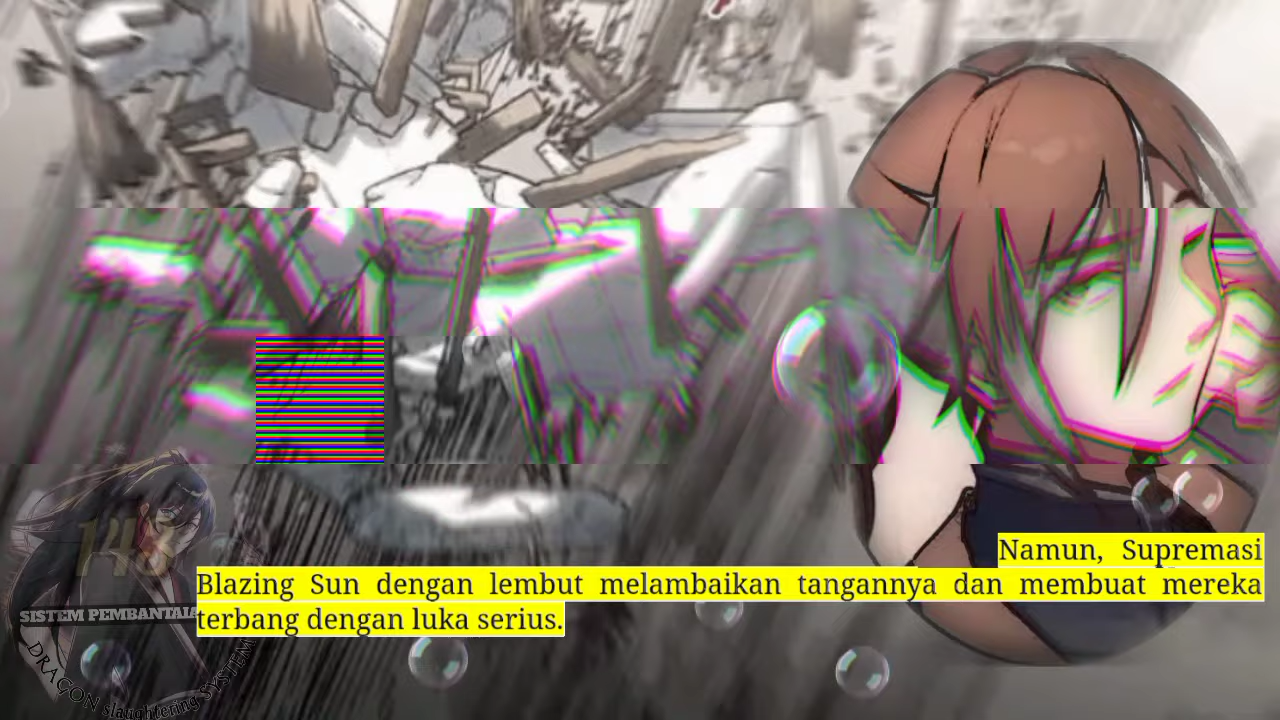 148
SISTEM PEMBANTAIA
DRAGON slaughtering SYSTEM
Namun, Supremasi
Blazing Sun dengan lembut melambaikan tangannya dan membuat mereka
terbang dengan luka serius.